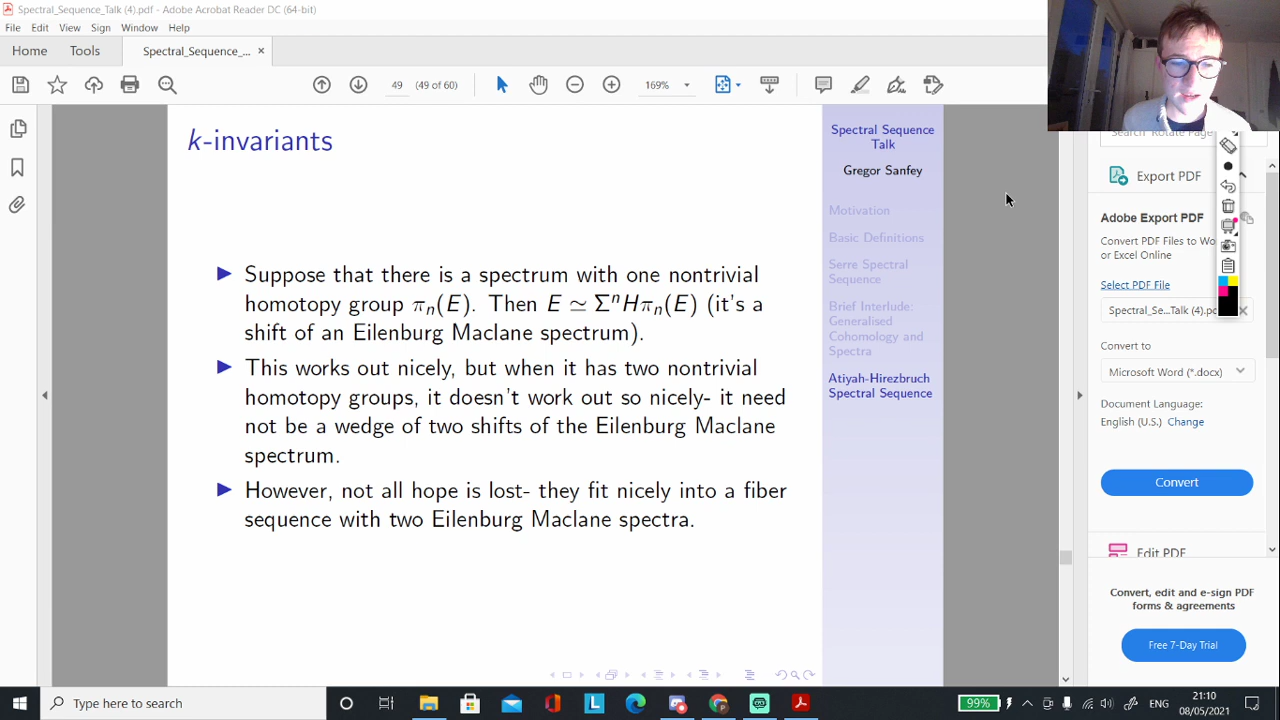 Spectral_Sequence_Talk (4).pdf - Adobe Acrobat Reader DC (64-bit)
File Edit View Sign Window Help
Home Tools Spectral_Sequence_... ×
49 (49 of 60) 169%
k-invariants
▶ Suppose that there is a spectrum with one nontrivial
homotopy group πₙ(E). Then E ≃ ΣⁿHπₙ(E) (it's a
shift of an Eilenburg Maclane spectrum).
▶ This works out nicely, but when it has two nontrivial
homotopy groups, it doesn't work out so nicely- it need
not be a wedge of two shifts of the Eilenburg Maclane
spectrum.
▶ However, not all hope is lost- they fit nicely into a fiber
sequence with two Eilenburg Maclane spectra.
Spectral Sequence
Talk
Gregor Sanfey
Motivation
Basic Definitions
Serre Spectral
Sequence
Brief Interlude:
Generalised
Cohomology and
Spectra
Atiyah-Hirezbruch
Spectral Sequence
Search 'Rotate Page'
Export PDF
Adobe Export PDF
Convert PDF Files to Wo
or Excel Online
Select PDF File
Spectral_Se...Talk (4).pd
Convert to
Microsoft Word (*.docx)
Document Language:
English (U.S.) Change
Convert
Edit PDF
Convert, edit and e-sign PDF
forms & agreements
Free 7-Day Trial
Type here to search
99%
ENG
21:10
08/05/2021